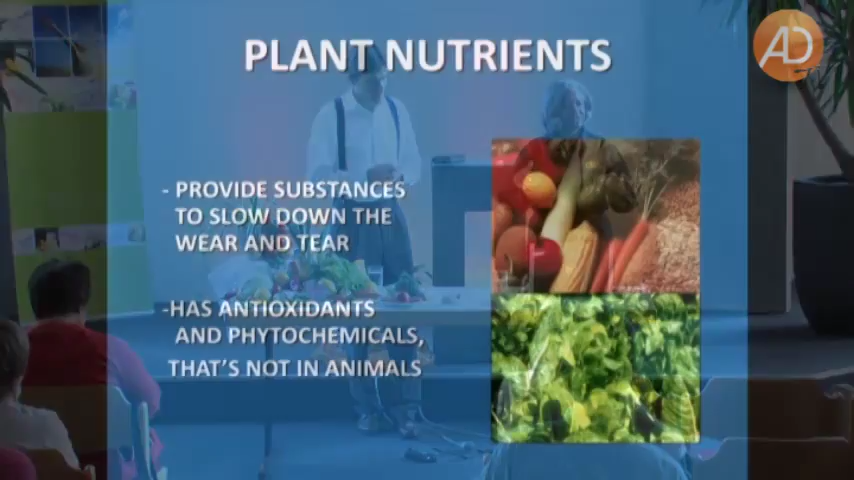 AD
PLANT NUTRIENTS
- PROVIDE SUBSTANCES
TO SLOW DOWN THE
WEAR AND TEAR
-HAS ANTIOXIDANTS
AND PHYTOCHEMICALS,
THAT'S NOT IN ANIMALS